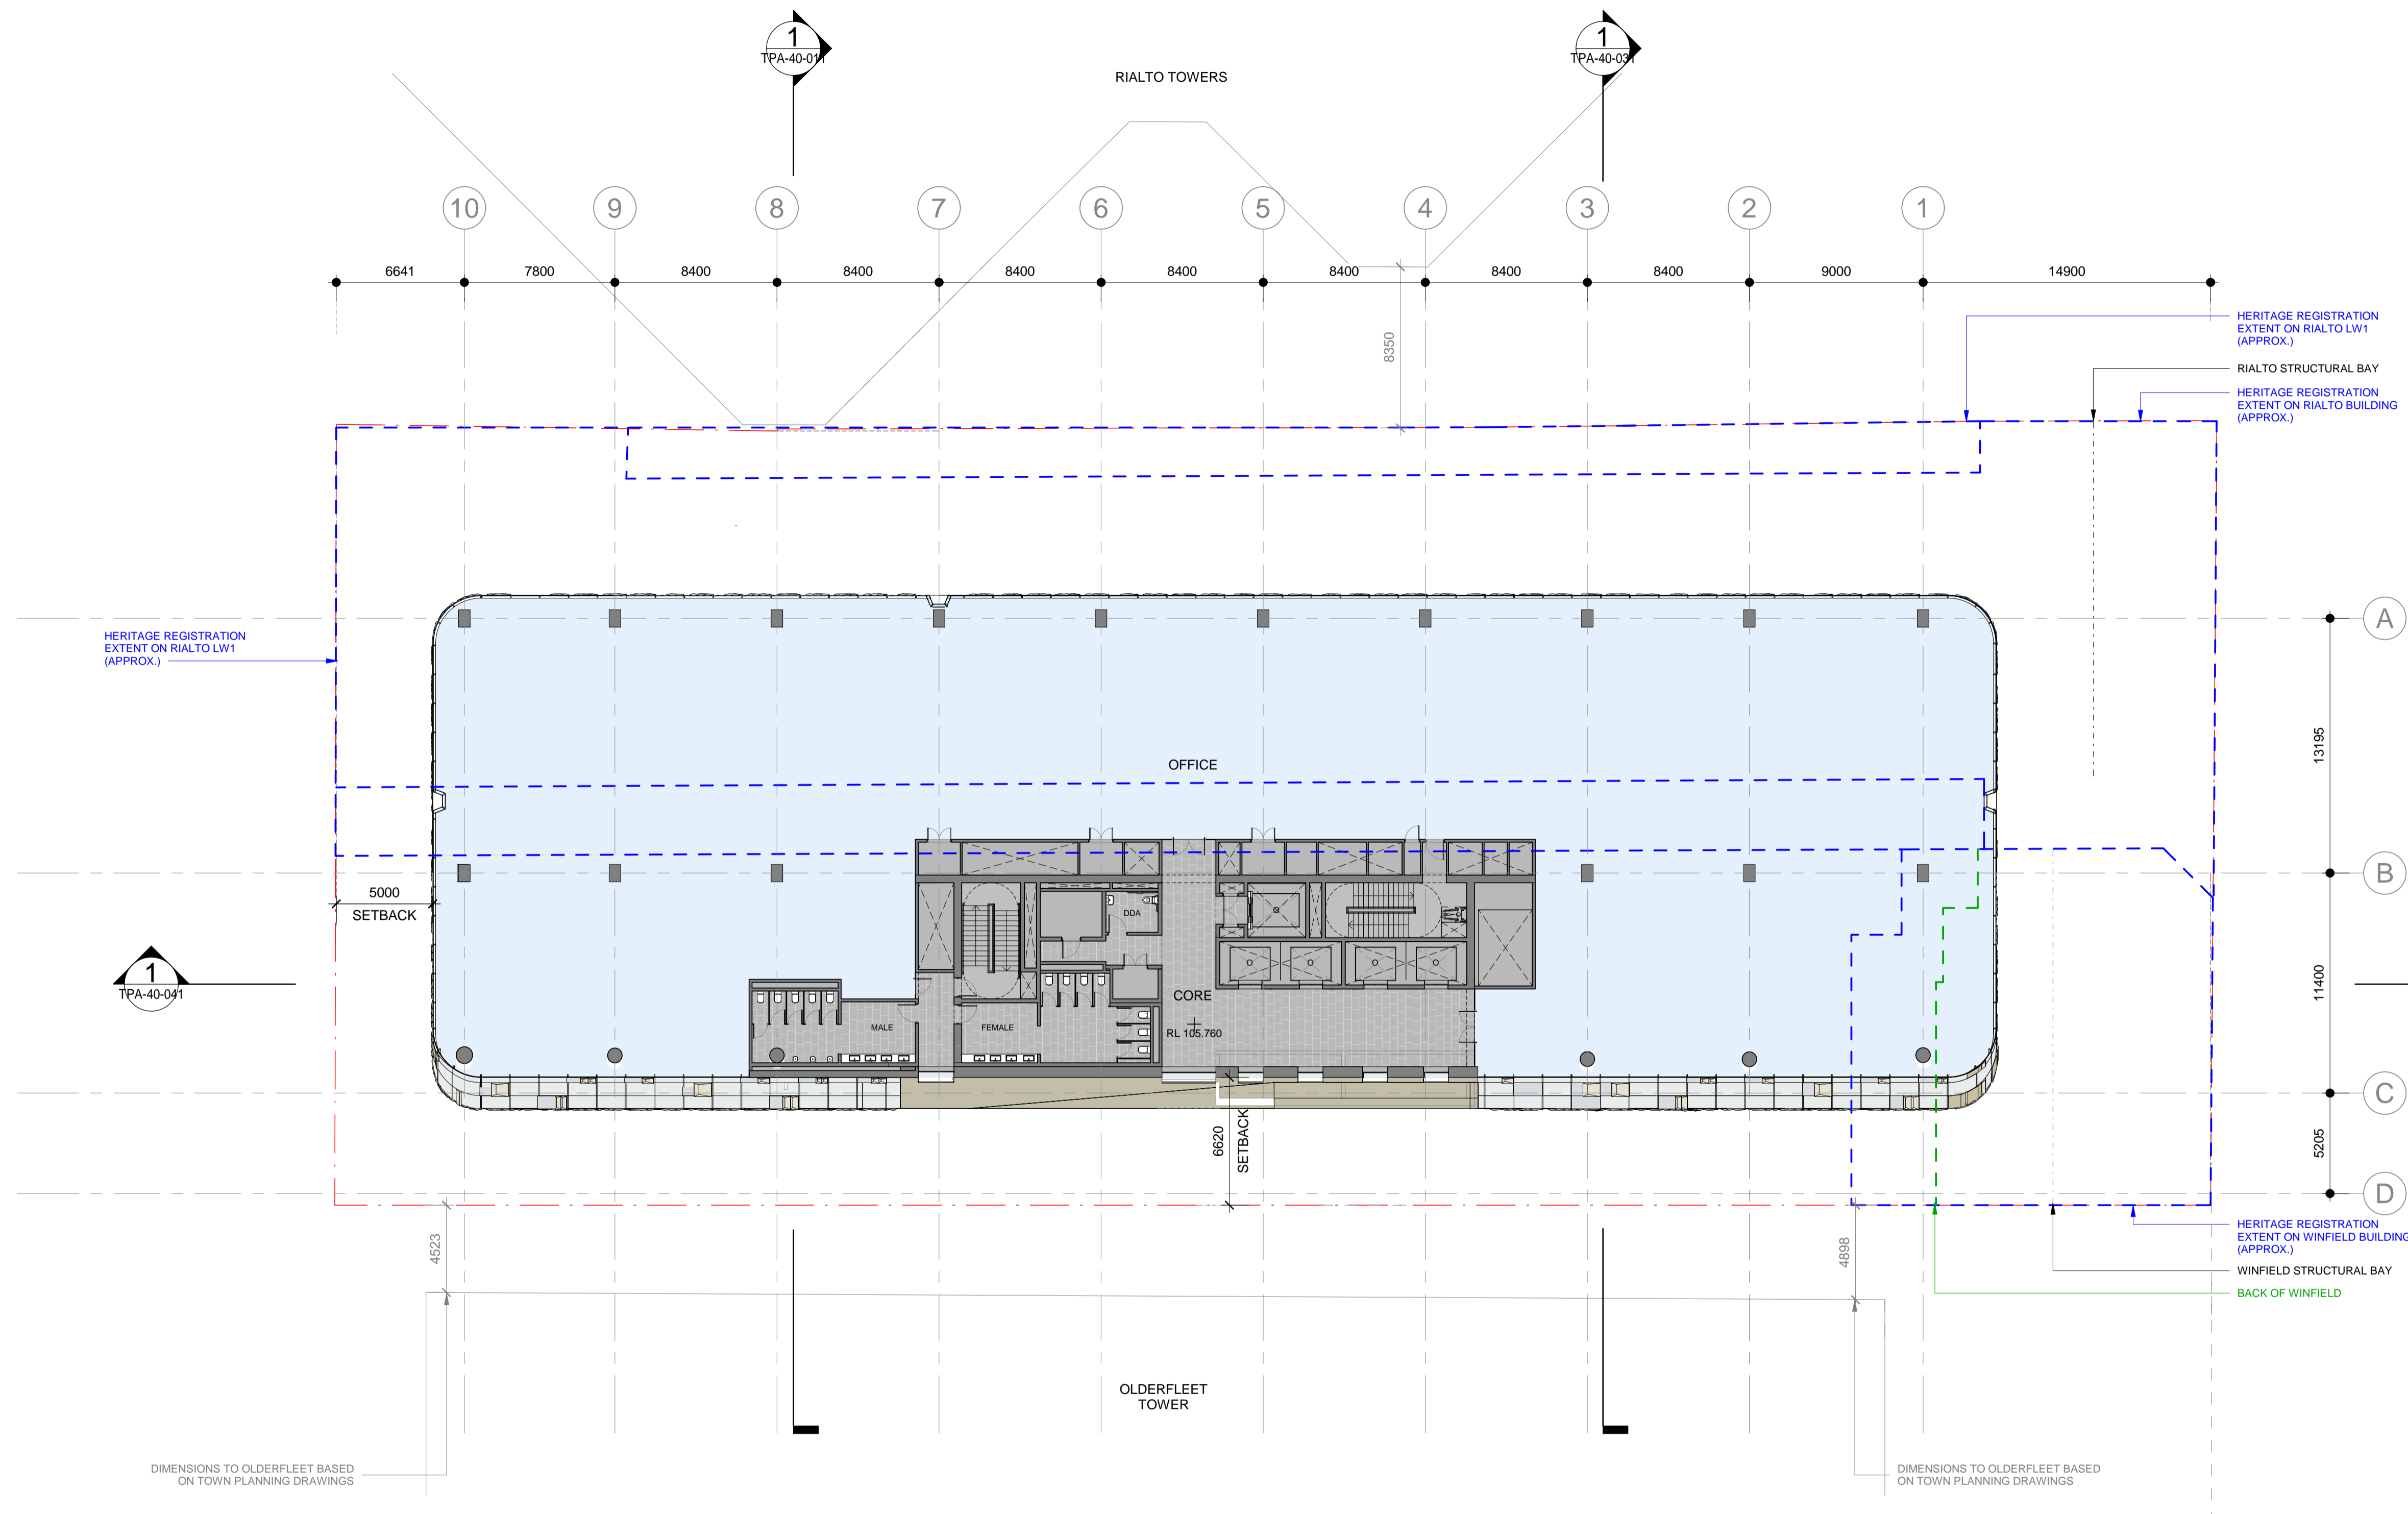 1
TPA-40-011
1
TPA-40-031
RIALTO TOWERS
10
9
8
7
6
5
4
3
2
1
6641
7800
8400
8400
8400
8400
8400
8400
8400
9000
14900
8350
HERITAGE REGISTRATION
EXTENT ON RIALTO LW1
(APPROX.)
RIALTO STRUCTURAL BAY
HERITAGE REGISTRATION
EXTENT ON RIALTO BUILDING
(APPROX.)
A
HERITAGE REGISTRATION
EXTENT ON RIALTO LW1
(APPROX.)
13195
OFFICE
B
5000
SETBACK
DDA
1
TPA-40-041
CORE
11400
MALE
FEMALE
RL 105.760
C
6620
SETBACK
5205
D
4523
4898
HERITAGE REGISTRATION
EXTENT ON WINFIELD BUILDING
(APPROX.)
WINFIELD STRUCTURAL BAY
BACK OF WINFIELD
OLDERFLEET
TOWER
DIMENSIONS TO OLDERFLEET BASED
ON TOWN PLANNING DRAWINGS
DIMENSIONS TO OLDERFLEET BASED
ON TOWN PLANNING DRAWINGS